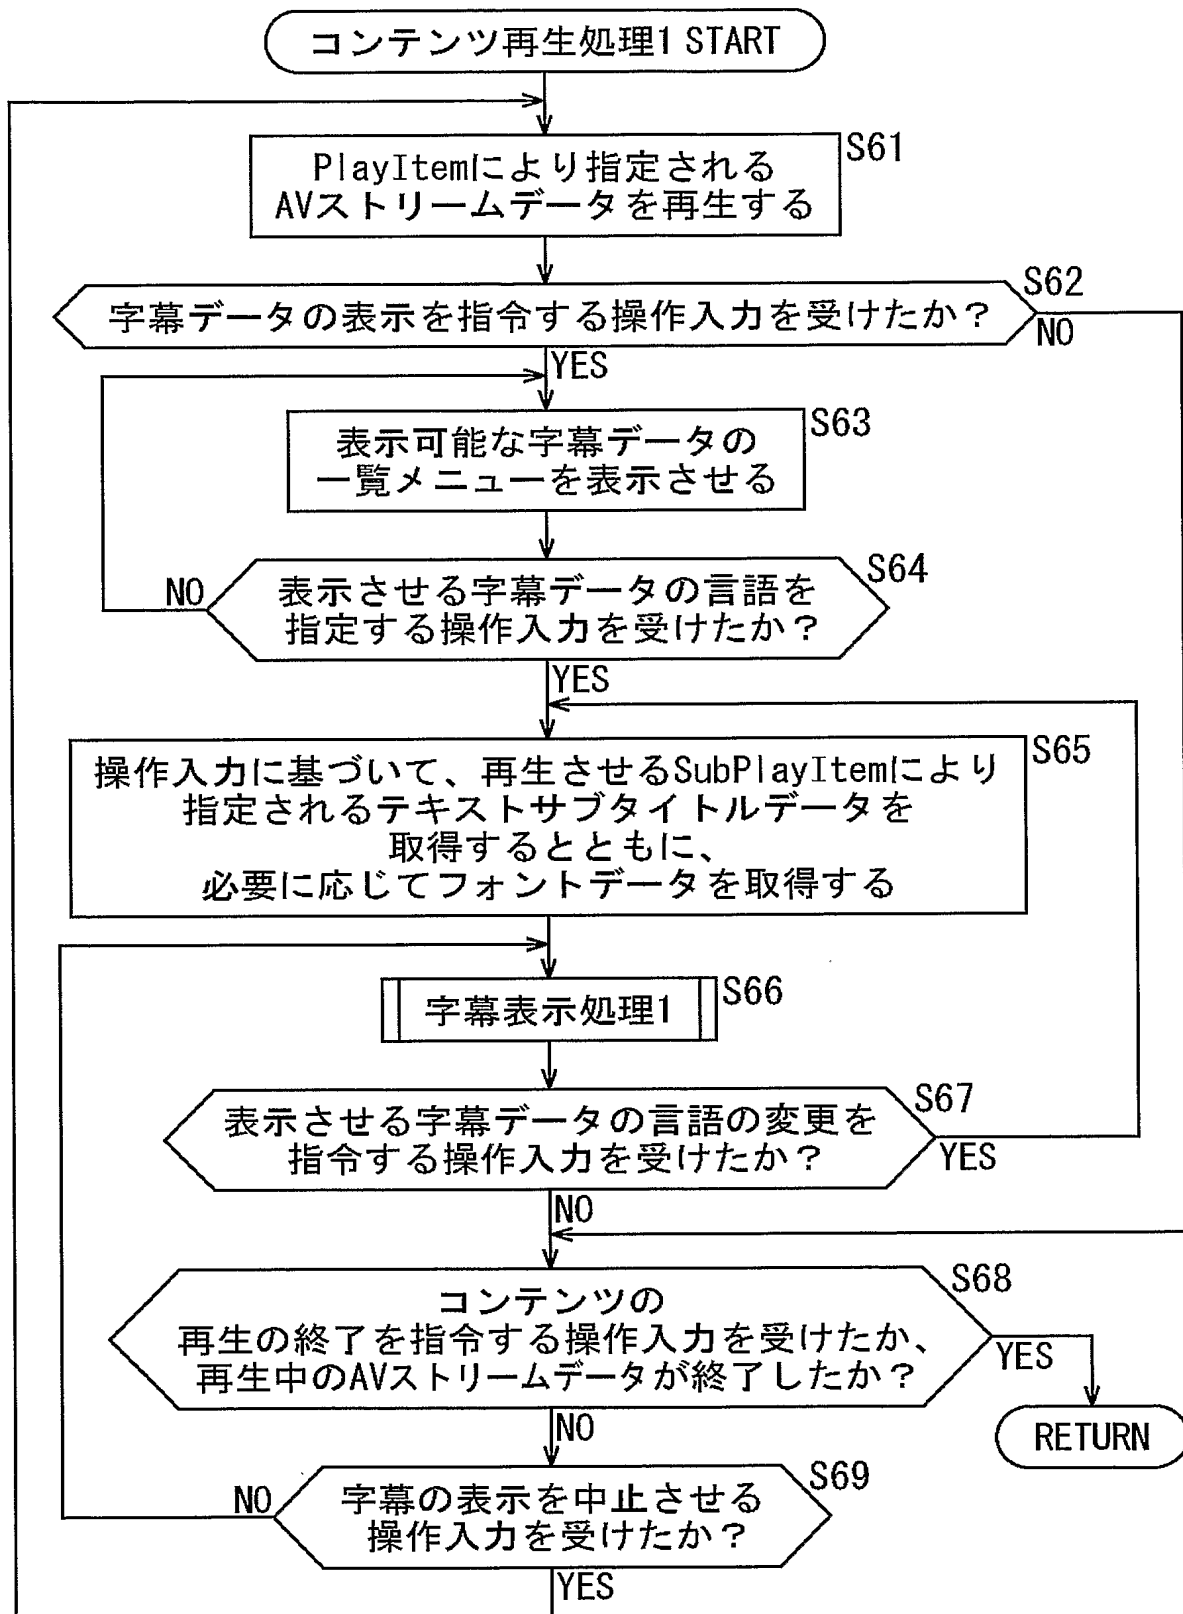 コンテンツ再生処理1 START
S61
PlayItemにより指定される
AVストリームデータを再生する
S62
字幕データの表示を指令する操作入力を受けたか？
NO
YES
S63
表示可能な字幕データの
一覧メニューを表示させる
S64
NO
表示させる字幕データの言語を
指定する操作入力を受けたか？
YES
S65
操作入力に基づいて、再生させるSubPlayItemにより
指定されるテキストサブタイトルデータを
取得するとともに、
必要に応じてフォントデータを取得する
S66
字幕表示処理1
S67
表示させる字幕データの言語の変更を
指令する操作入力を受けたか？
YES
NO
S68
コンテンツの
再生の終了を指令する操作入力を受けたか、
再生中のAVストリームデータが終了したか？
YES
NO
RETURN
S69
NO
字幕の表示を中止させる
操作入力を受けたか？
YES